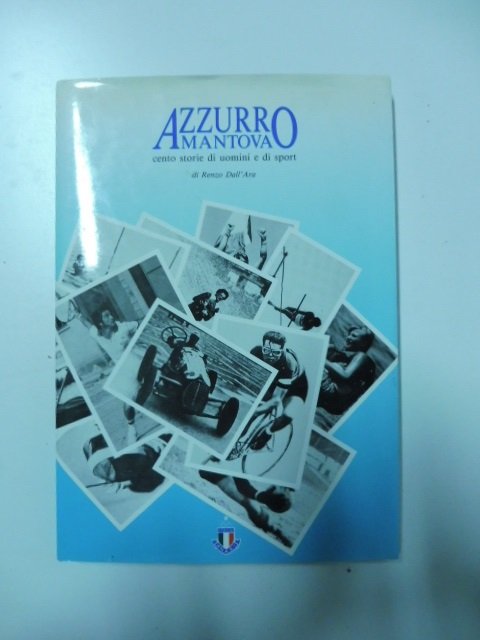 AZZURRO
MANTOVA
cento storie di uomini e di sport
di Renzo Dall'Ara